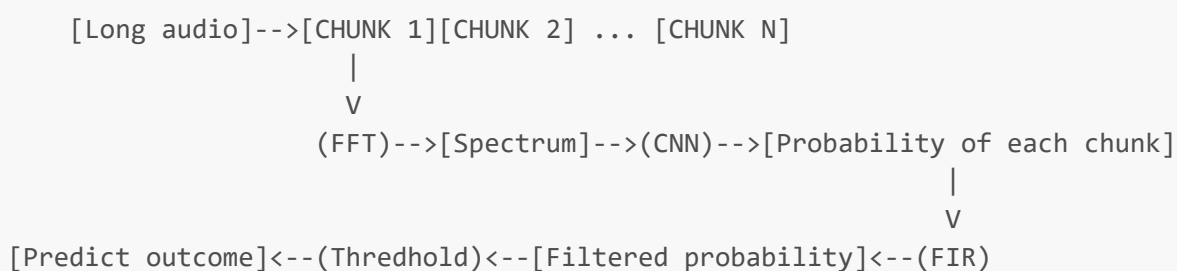 [Long audio]-->[CHUNK 1][CHUNK 2] ... [CHUNK N]
|
V
(FFT)-->[Spectrum]-->(CNN)-->[Probability of each chunk]
|
V
[Predict outcome]<--(Thredhold)<--[Filtered probability]<--(FIR)